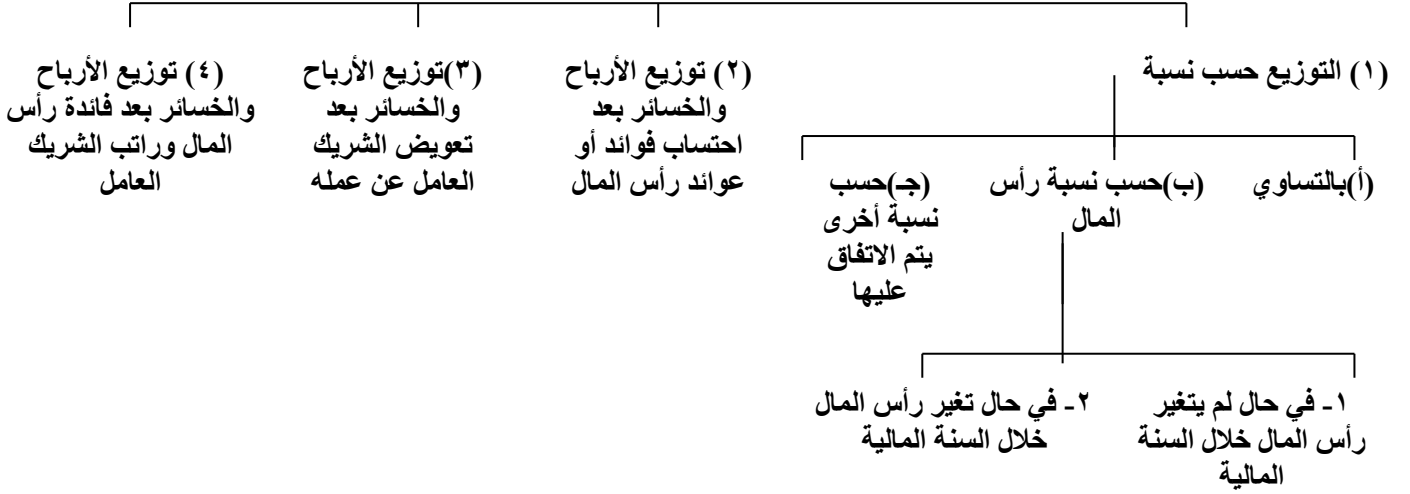 (١) التوزيع حسب نسبة
(٢) توزيع الأرباح
والخسائر بعد
احتساب فوائد أو
عوائد رأس المال
(٣)توزيع الأرباح
والخسائر بعد
تعويض الشريك
العامل عن عمله
(٤) توزيع الأرباح
والخسائر بعد فائدة رأس
المال وراتب الشريك
العامل
(أ)بالتساوي
(ب)حسب نسبة رأس
المال
(جـ)حسب
نسبة أخرى
يتم الاتفاق
عليها
١- في حال لم يتغير
رأس المال خلال السنة
المالية
٢- في حال تغير رأس المال
خلال السنة المالية